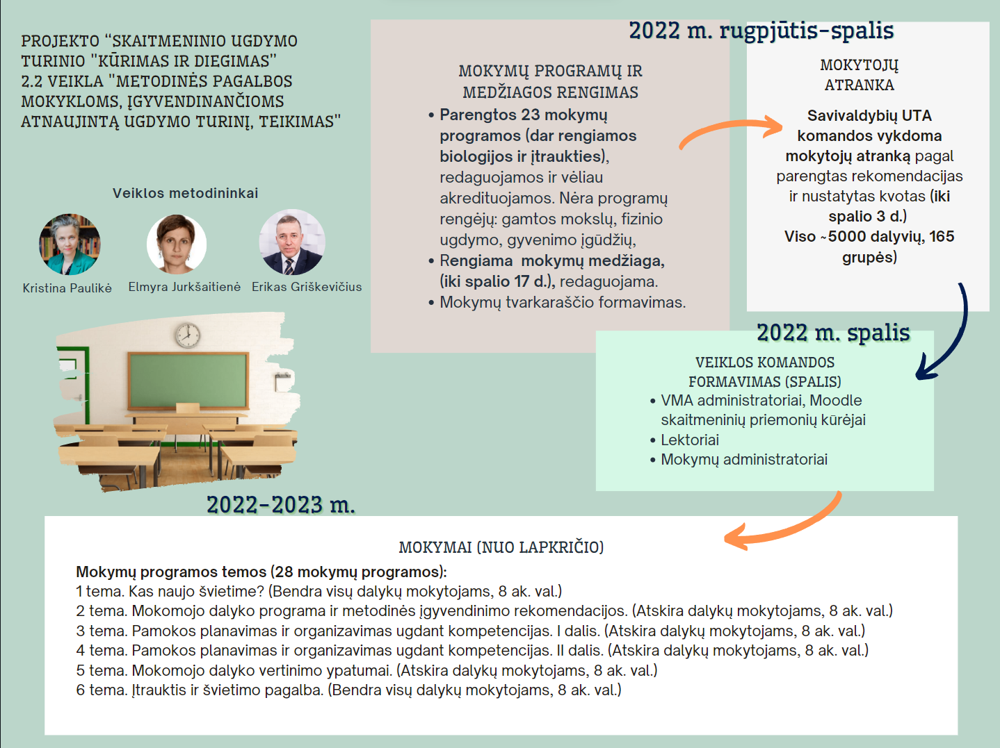 PROJEKTO “SKAITMENINIO UGDYMO
TURINIO "KŪRIMAS IR DIEGIMAS”
2.2 VEIKLA "METODINĖS PAGALBOS
MOKYKLOMS, ĮGYVENDINANČIOMS
ATNAUJINTĄ UGDYMO TURINĮ, TEIKIMAS"
Veiklos metodininkai
Kristina Paulikė
Elmyra Jurkšaitienė
Erikas Griškevičius
2022 m. rugpjūtis-spalis
MOKYMŲ PROGRAMŲ IR
MEDŽIAGOS RENGIMAS
• Parengtos 23 mokymų
programos (dar rengiamos
biologijos ir įtraukties),
redaguojamos ir vėliau
akredituojamos. Nėra programų
rengėjų: gamtos mokslų, fizinio
ugdymo, gyvenimo įgūdžių,
• Rengiama  mokymų medžiaga,
(iki spalio 17 d.), redaguojama.
• Mokymų tvarkaraščio formavimas.
MOKYTOJŲ
ATRANKA
Savivaldybių UTA
komandos vykdoma
mokytojų atranką pagal
parengtas rekomendacijas
ir nustatytas kvotas (iki
spalio 3 d.)
Viso ~5000 dalyvių, 165
grupės)
2022 m. spalis
VEIKLOS KOMANDOS
FORMAVIMAS (SPALIS)
• VMA administratoriai, Moodle
skaitmeninių priemonių kūrėjai
• Lektoriai
• Mokymų administratoriai
2022-2023 m.
MOKYMAI (NUO LAPKRIČIO)
Mokymų programos temos (28 mokymų programos):
1 tema. Kas naujo švietime? (Bendra visų dalykų mokytojams, 8 ak. val.)
2 tema. Mokomojo dalyko programa ir metodinės įgyvendinimo rekomendacijos. (Atskira dalykų mokytojams, 8 ak. val.)
3 tema. Pamokos planavimas ir organizavimas ugdant kompetencijas. I dalis. (Atskira dalykų mokytojams, 8 ak. val.)
4 tema. Pamokos planavimas ir organizavimas ugdant kompetencijas. II dalis. (Atskira dalykų mokytojams, 8 ak. val.)
5 tema. Mokomojo dalyko vertinimo ypatumai. (Atskira dalykų mokytojams, 8 ak. val.)
6 tema. Įtrauktis ir švietimo pagalba. (Bendra visų dalykų mokytojams, 8 ak. val.)